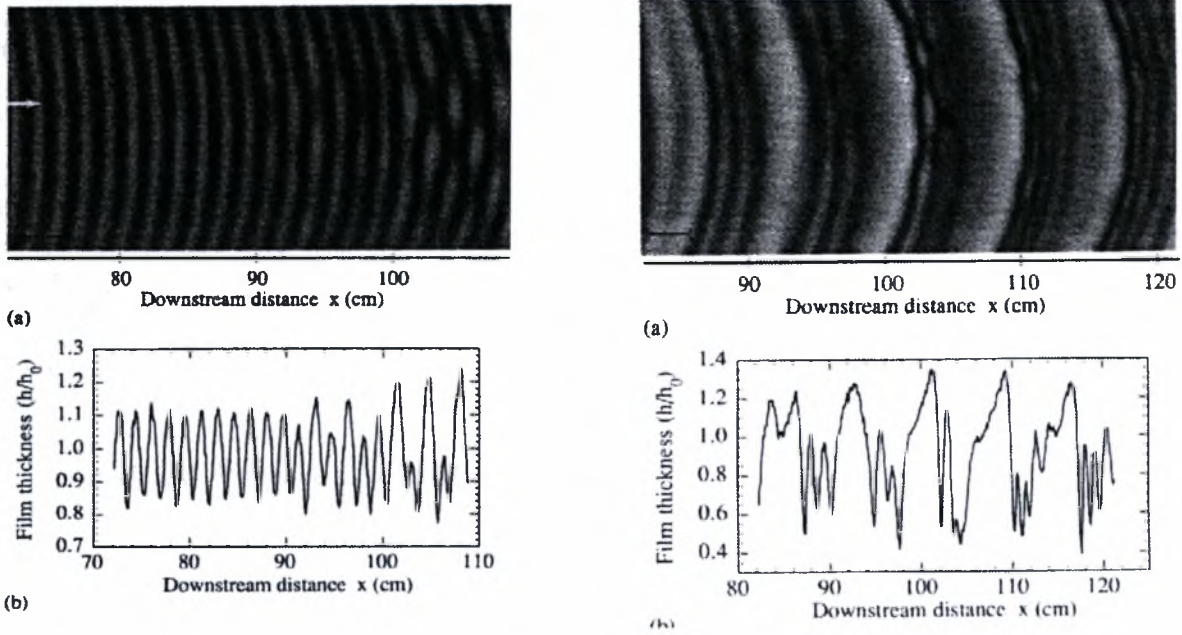 80 90 100
Downstream distance x (cm)
(a)
Film thickness (h/h0)
1.3
1.2
1.1
1.0
0.9
0.8
0.7
70 80 90 100 110
Downstream distance x (cm)
(b)
90 100 110 120
Downstream distance x (cm)
(a)
Film thickness (h/h0)
1.4
1.2
1.0
0.8
0.6
0.4
80 90 100 110 120
Downstream distance x (cm)